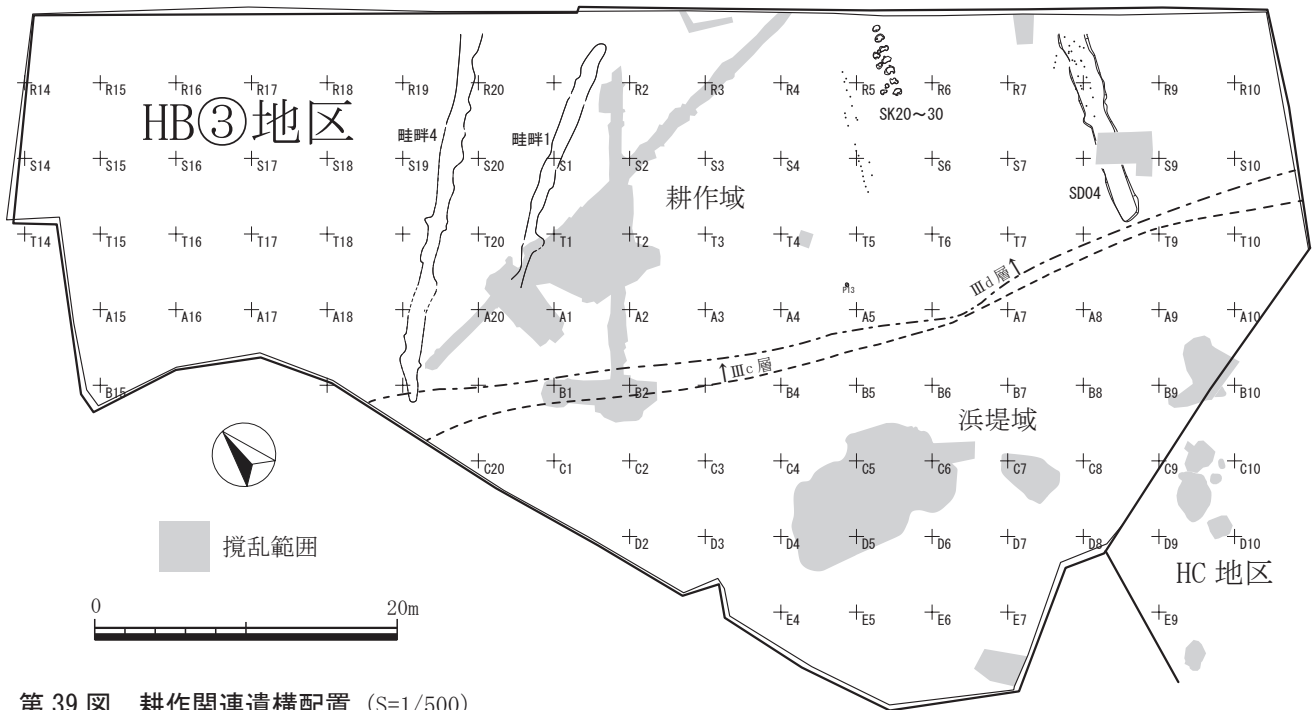 R14 R15 R16 R17 R18 R19 R20 R2 R3 R4 R5 R6 R7 R9 R10
HB③地区
畦畔4
畦畔1
SK20～30
S14 S15 S16 S17 S18 S19 S20 S1 S2 S3 S4 S6 S7 S9 S10
耕作域
SD04
T14 T15 T16 T17 T18 T20 T1 T2 T3 T4 T5 T6 T7 T9 T10
Ⅲd層
P13
A15 A16 A17 A18 A20 A1 A2 A3 A4 A5 A7 A8 A9 A10
Ⅲc層
B15 B1 B2 B4 B5 B6 B7 B8 B9 B10
浜堤域
C20 C1 C2 C3 C4 C5 C6 C7 C8 C9 C10
攪乱範囲
D2 D3 D4 D5 D6 D7 D8 D9 D10
HC地区
0 20m
E4 E5 E6 E7 E9
第39図 耕作関連遺構配置 (S=1/500)